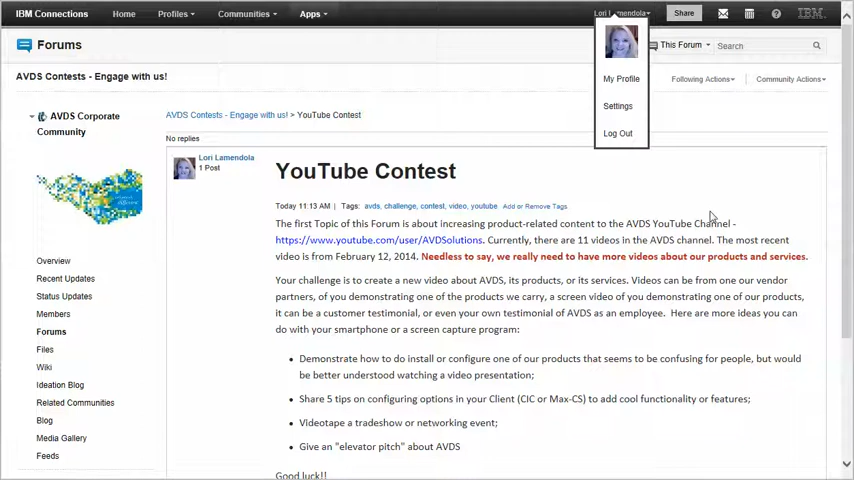 IBM Connections Home Profiles Communities Apps Lori Lamendola Share IBM
Forums This Forum Search
My Profile
Settings
Log Out
AVDS Contests - Engage with us! Following Actions Community Actions
AVDS Corporate
Community
Overview
Recent Updates
Status Updates
Members
Forums
Files
Wiki
Ideation Blog
Related Communities
Blog
Media Gallery
Feeds
AVDS Contests - Engage with us! > YouTube Contest
No replies
Lori Lamendola
1 Post
YouTube Contest
Today 11:13 AM | Tags: avds, challenge, contest, video, youtube Add or Remove Tags
The first Topic of this Forum is about increasing product-related content to the AVDS YouTube Channel -
https://www.youtube.com/user/AVDSolutions. Currently, there are 11 videos in the AVDS channel. The most recent
video is from February 12, 2014. Needless to say, we really need to have more videos about our products and services.
Your challenge is to create a new video about AVDS, its products, or its services. Videos can be from one our vendor
partners, of you demonstrating one of the products we carry, a screen video of you demonstrating one of our products,
it can be a customer testimonial, or even your own testimonial of AVDS as an employee. Here are more ideas you can
do with your smartphone or a screen capture program:
• Demonstrate how to do install or configure one of our products that seems to be confusing for people, but would
be better understood watching a video presentation;
• Share 5 tips on configuring options in your Client (CIC or Max-CS) to add cool functionality or features;
• Videotape a tradeshow or networking event;
• Give an "elevator pitch" about AVDS
Good luck!!